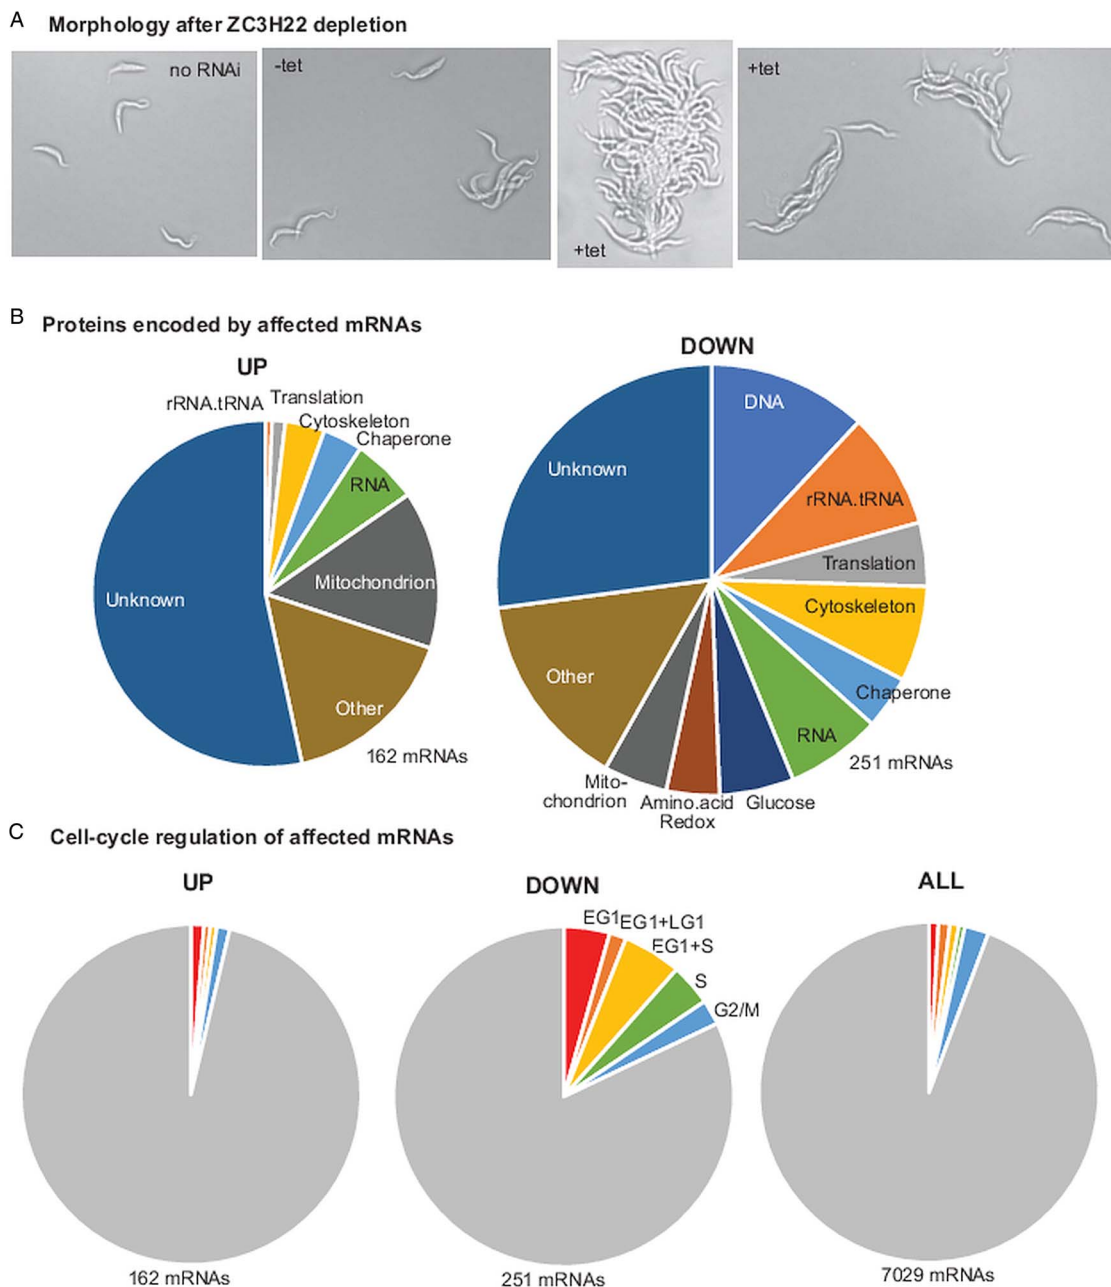 A Morphology after ZC3H22 depletion
no RNAi
-tet
+tet
+tet
B Proteins encoded by affected mRNAs
UP
rRNA.tRNA
Translation
Cytoskeleton
Chaperone
RNA
Mitochondrion
Other
Unknown
162 mRNAs
DOWN
DNA
rRNA.tRNA
Translation
Cytoskeleton
Chaperone
RNA
251 mRNAs
Glucose
Amino.acid
Redox
Mito-
chondrion
Other
Unknown
C Cell-cycle regulation of affected mRNAs
UP
162 mRNAs
DOWN
EG1
EG1+LG1
EG1+S
S
G2/M
251 mRNAs
ALL
7029 mRNAs